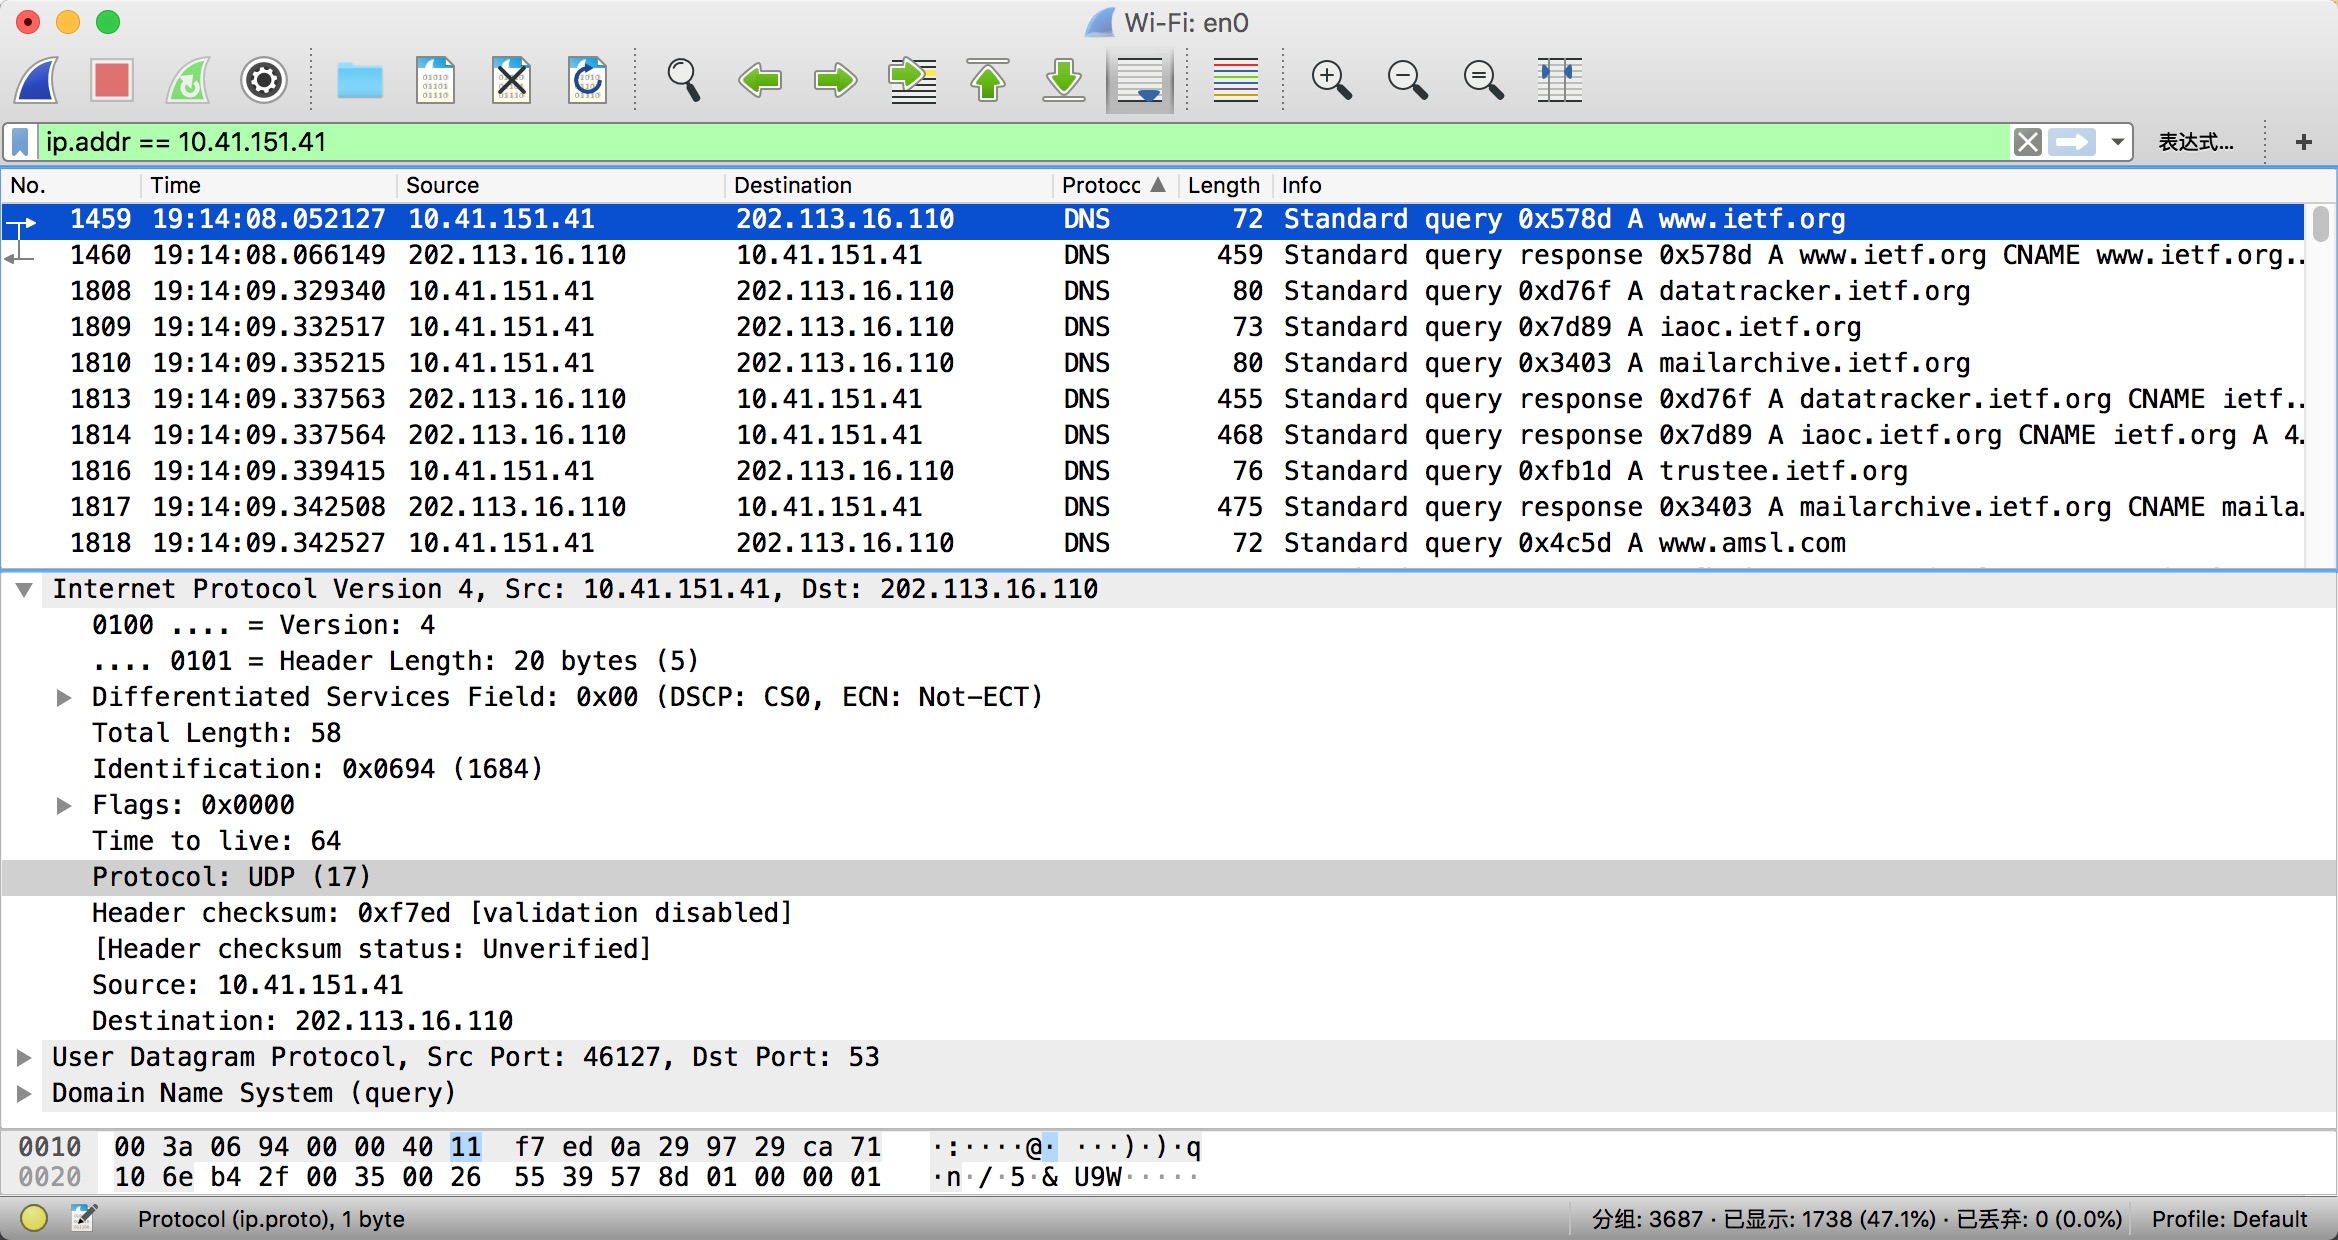 Wi-Fi: en0
ip.addr == 10.41.151.41 表达式… +
No. Time Source Destination Protoco Length Info
1459 19:14:08.052127 10.41.151.41 202.113.16.110 DNS 72 Standard query 0x578d A www.ietf.org
1460 19:14:08.066149 202.113.16.110 10.41.151.41 DNS 459 Standard query response 0x578d A www.ietf.org CNAME www.ietf.org..
1808 19:14:09.329340 10.41.151.41 202.113.16.110 DNS 80 Standard query 0xd76f A datatracker.ietf.org
1809 19:14:09.332517 10.41.151.41 202.113.16.110 DNS 73 Standard query 0x7d89 A iaoc.ietf.org
1810 19:14:09.335215 10.41.151.41 202.113.16.110 DNS 80 Standard query 0x3403 A mailarchive.ietf.org
1813 19:14:09.337563 202.113.16.110 10.41.151.41 DNS 455 Standard query response 0xd76f A datatracker.ietf.org CNAME ietf..
1814 19:14:09.337564 202.113.16.110 10.41.151.41 DNS 468 Standard query response 0x7d89 A iaoc.ietf.org CNAME ietf.org A 4.
1816 19:14:09.339415 10.41.151.41 202.113.16.110 DNS 76 Standard query 0xfb1d A trustee.ietf.org
1817 19:14:09.342508 202.113.16.110 10.41.151.41 DNS 475 Standard query response 0x3403 A mailarchive.ietf.org CNAME maila.
1818 19:14:09.342527 10.41.151.41 202.113.16.110 DNS 72 Standard query 0x4c5d A www.amsl.com
Internet Protocol Version 4, Src: 10.41.151.41, Dst: 202.113.16.110
0100 .... = Version: 4
.... 0101 = Header Length: 20 bytes (5)
Differentiated Services Field: 0x00 (DSCP: CS0, ECN: Not-ECT)
Total Length: 58
Identification: 0x0694 (1684)
Flags: 0x0000
Time to live: 64
Protocol: UDP (17)
Header checksum: 0xf7ed [validation disabled]
[Header checksum status: Unverified]
Source: 10.41.151.41
Destination: 202.113.16.110
User Datagram Protocol, Src Port: 46127, Dst Port: 53
Domain Name System (query)
0010 00 3a 06 94 00 00 40 11 f7 ed 0a 29 97 29 ca 71 ·:····@· ···)·)·q
0020 10 6e b4 2f 00 35 00 26 55 39 57 8d 01 00 00 01 ·n·/·5·& U9W·····
Protocol (ip.proto), 1 byte 分组: 3687 · 已显示: 1738 (47.1%) · 已丢弃: 0 (0.0%) Profile: Default